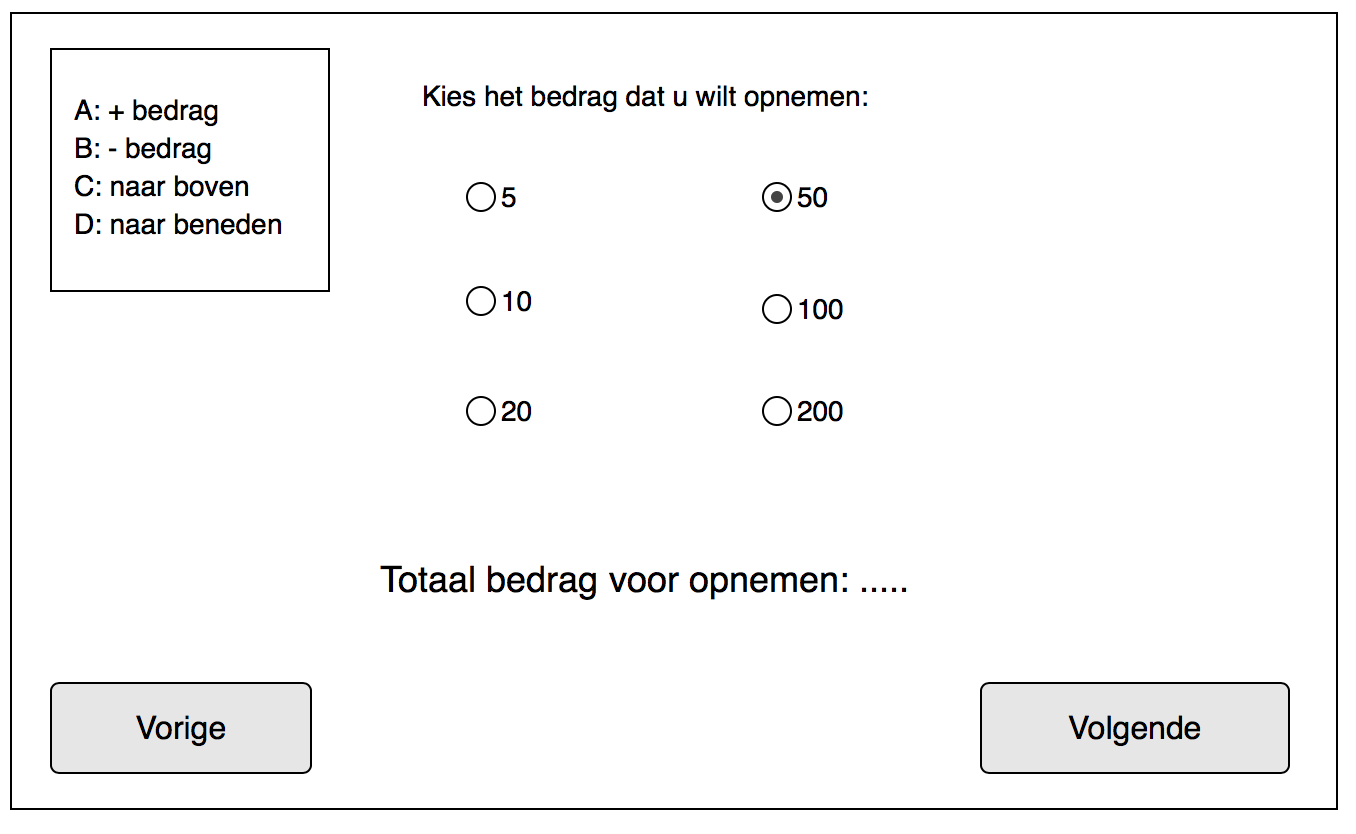 A: + bedrag
B: - bedrag
C: naar boven
D: naar beneden
Kies het bedrag dat u wilt opnemen:
5
50
10
100
20
200
Totaal bedrag voor opnemen: .....
Vorige
Volgende